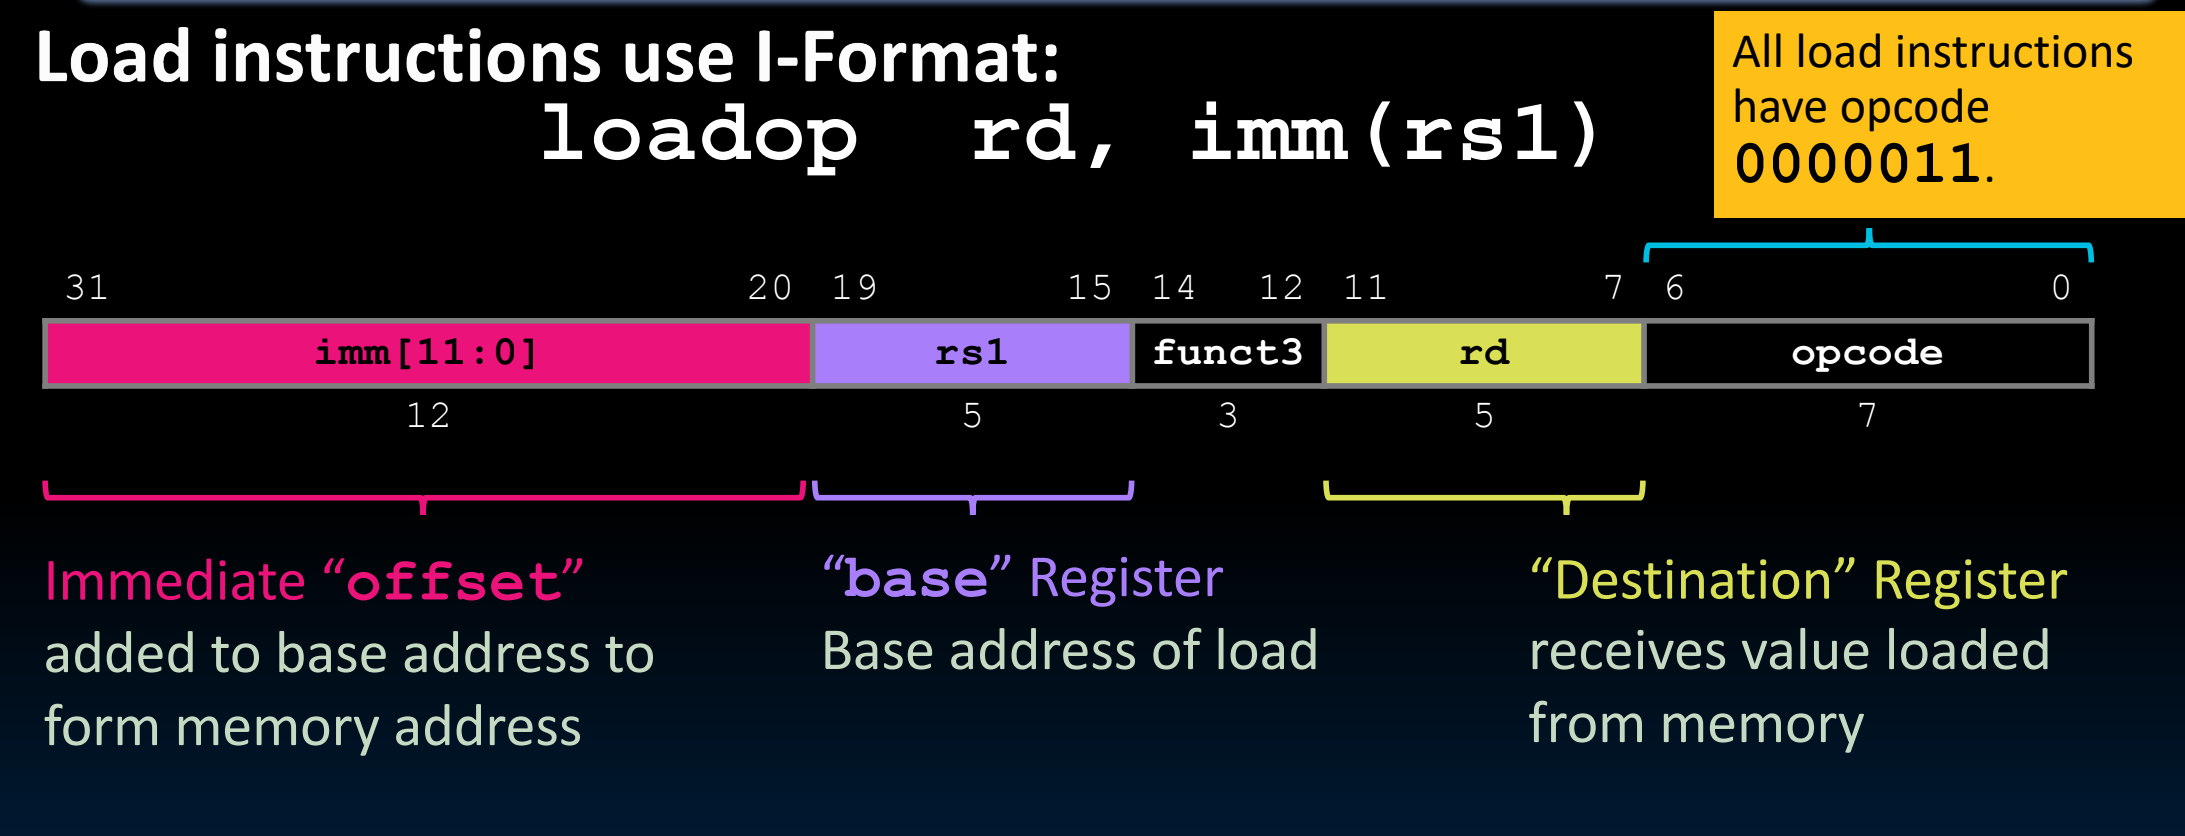 Load instructions use I-Format:
loadop rd, imm(rs1)
All load instructions
have opcode
0000011.
31 20 19 15 14 12 11 7 6 0
imm[11:0] rs1 funct3 rd opcode
12 5 3 5 7
Immediate “offset”
added to base address to
form memory address
“base” Register
Base address of load
“Destination” Register
receives value loaded
from memory